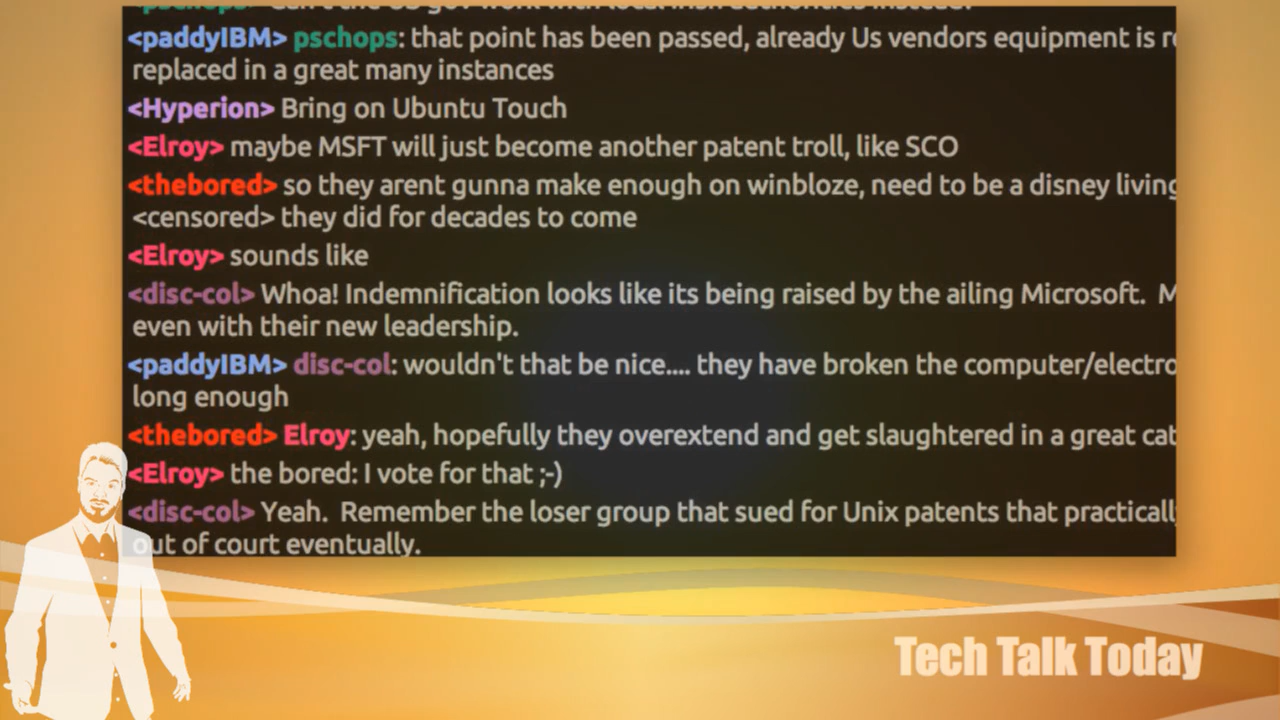 <paddyIBM> pschops: that point has been passed, already Us vendors equipment is
replaced in a great many instances
<Hyperion> Bring on Ubuntu Touch
<Elroy> maybe MSFT will just become another patent troll, like SCO
<thebored> so they arent gunna make enough on winbloze, need to be a disney living
<censored> they did for decades to come
<Elroy> sounds like
<disc-col> Whoa! Indemnification looks like its being raised by the ailing Microsoft.
even with their new leadership.
<paddyIBM> disc-col: wouldn't that be nice.... they have broken the computer/electro
long enough
<thebored> Elroy: yeah, hopefully they overextend and get slaughtered in a great cat
<Elroy> the bored: I vote for that ;-)
<disc-col> Yeah. Remember the loser group that sued for Unix patents that practicall
out of court eventually.
Tech Talk Today